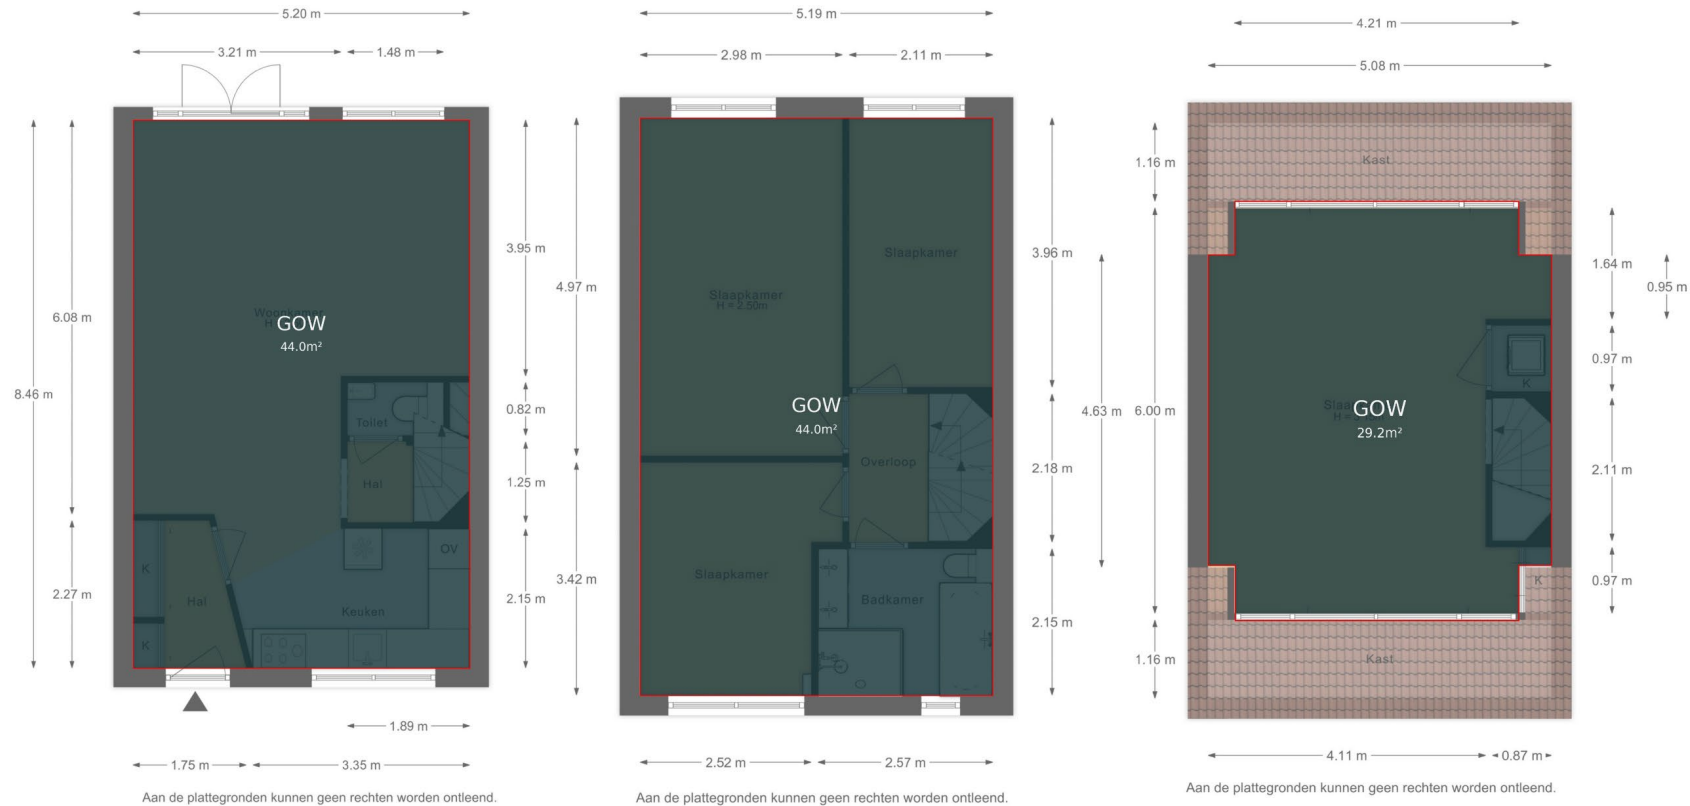 5.20 m
3.21 m
1.48 m
8.46 m
6.08 m
2.27 m
3.95 m
0.82 m
1.25 m
2.15 m
Woonkamer
GOW
44.0m²
Toilet
Hal
OV
K
Hal
Keuken
K
1.89 m
1.75 m
3.35 m
Aan de plattegronden kunnen geen rechten worden ontleend.
5.19 m
2.98 m
2.11 m
4.97 m
3.42 m
3.96 m
2.18 m
2.15 m
Slaapkamer
Slaapkamer
H = 2.50m
GOW
44.0m²
Overloop
Slaapkamer
Badkamer
2.52 m
2.57 m
Aan de plattegronden kunnen geen rechten worden ontleend.
4.21 m
5.08 m
1.16 m
4.63 m
6.00 m
1.16 m
1.64 m
0.95 m
0.97 m
2.11 m
0.97 m
Kast
K
GOW
29.2m²
K
Kast
4.11 m
0.87 m
Aan de plattegronden kunnen geen rechten worden ontleend.